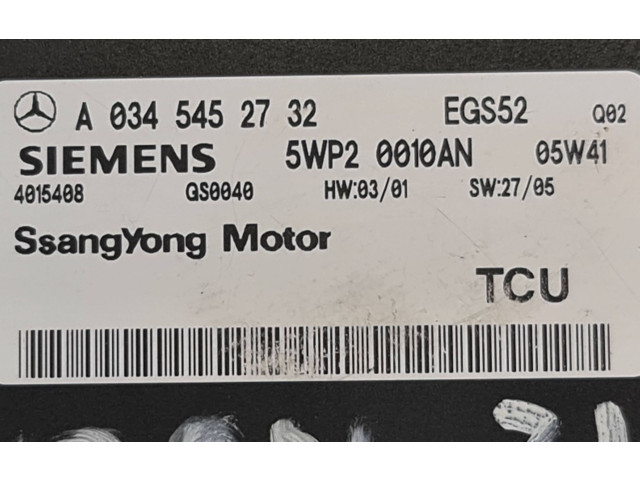 A 034 545 27 32 EGS52 Q02
SIEMENS 5WP2 0010AN 05W41
4015408 QS0040 HW:03/01 SW:27/05
SsangYong Motor
TCU